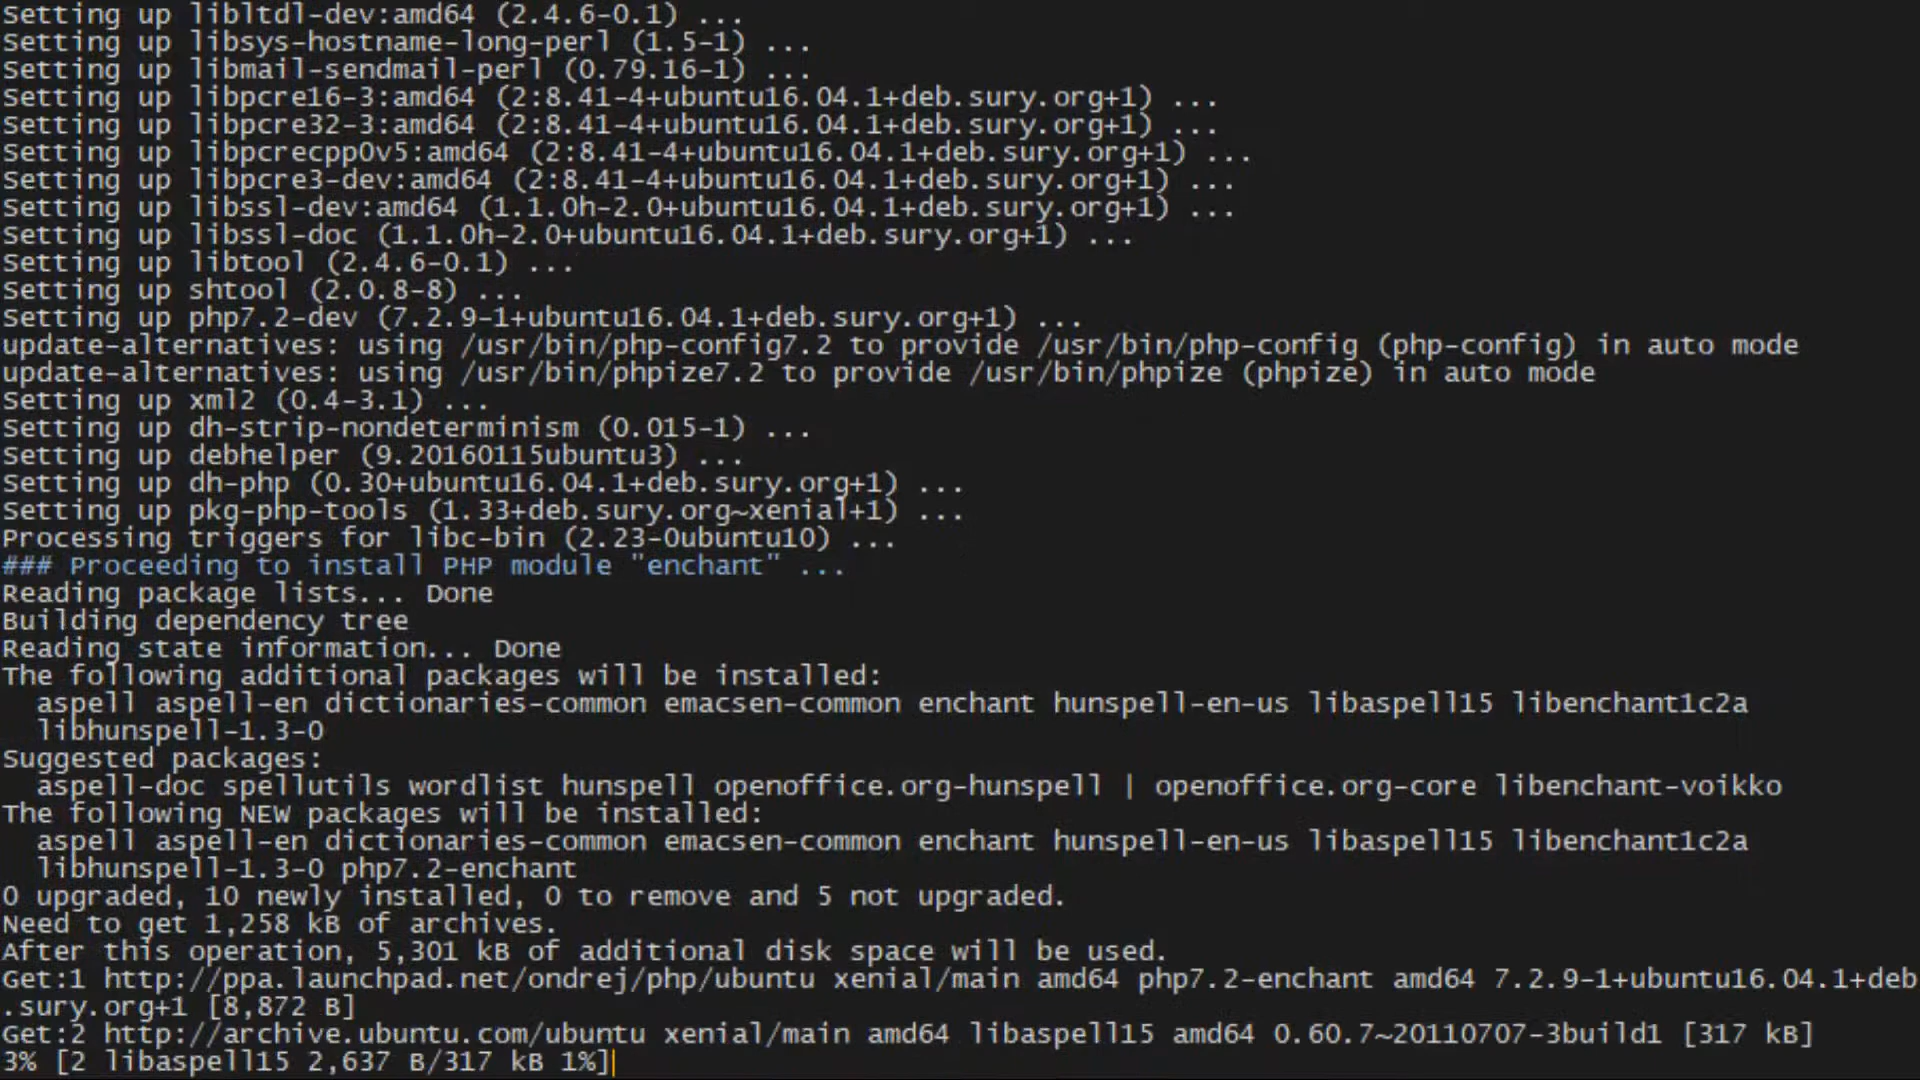 Setting up libltdl-dev:amd64 (2.4.6-0.1) ...
Setting up libsys-hostname-long-perl (1.5-1) ...
Setting up libmail-sendmail-perl (0.79.16-1) ...
Setting up libpcre16-3:amd64 (2:8.41-4+ubuntu16.04.1+deb.sury.org+1) ...
Setting up libpcre32-3:amd64 (2:8.41-4+ubuntu16.04.1+deb.sury.org+1) ...
Setting up libpcrecpp0v5:amd64 (2:8.41-4+ubuntu16.04.1+deb.sury.org+1) ...
Setting up libpcre3-dev:amd64 (2:8.41-4+ubuntu16.04.1+deb.sury.org+1) ...
Setting up libssl-dev:amd64 (1.1.0h-2.0+ubuntu16.04.1+deb.sury.org+1) ...
Setting up libssl-doc (1.1.0h-2.0+ubuntu16.04.1+deb.sury.org+1) ...
Setting up libtool (2.4.6-0.1) ...
Setting up shtool (2.0.8-8) ...
Setting up php7.2-dev (7.2.9-1+ubuntu16.04.1+deb.sury.org+1) ...
update-alternatives: using /usr/bin/php-config7.2 to provide /usr/bin/php-config (php-config) in auto mode
update-alternatives: using /usr/bin/phpize7.2 to provide /usr/bin/phpize (phpize) in auto mode
Setting up xml2 (0.4-3.1) ...
Setting up dh-strip-nondeterminism (0.015-1) ...
Setting up debhelper (9.20160115ubuntu3) ...
Setting up dh-php (0.30+ubuntu16.04.1+deb.sury.org+1) ...
Setting up pkg-php-tools (1.33+deb.sury.org~xenial+1) ...
Processing triggers for libc-bin (2.23-0ubuntu10) ...
### Proceeding to install PHP module "enchant" ...
Reading package lists... Done
Building dependency tree
Reading state information... Done
The following additional packages will be installed:
  aspell aspell-en dictionaries-common emacsen-common enchant hunspell-en-us libaspell15 libenchant1c2a
  libhunspell-1.3-0
Suggested packages:
  aspell-doc spellutils wordlist hunspell openoffice.org-hunspell | openoffice.org-core libenchant-voikko
The following NEW packages will be installed:
  aspell aspell-en dictionaries-common emacsen-common enchant hunspell-en-us libaspell15 libenchant1c2a
  libhunspell-1.3-0 php7.2-enchant
0 upgraded, 10 newly installed, 0 to remove and 5 not upgraded.
Need to get 1,258 kB of archives.
After this operation, 5,301 kB of additional disk space will be used.
Get:1 http://ppa.launchpad.net/ondrej/php/ubuntu xenial/main amd64 php7.2-enchant amd64 7.2.9-1+ubuntu16.04.1+deb
.sury.org+1 [8,872 B]
Get:2 http://archive.ubuntu.com/ubuntu xenial/main amd64 libaspell15 amd64 0.60.7~20110707-3build1 [317 kB]
3% [2 libaspell15 2,637 B/317 kB 1%]